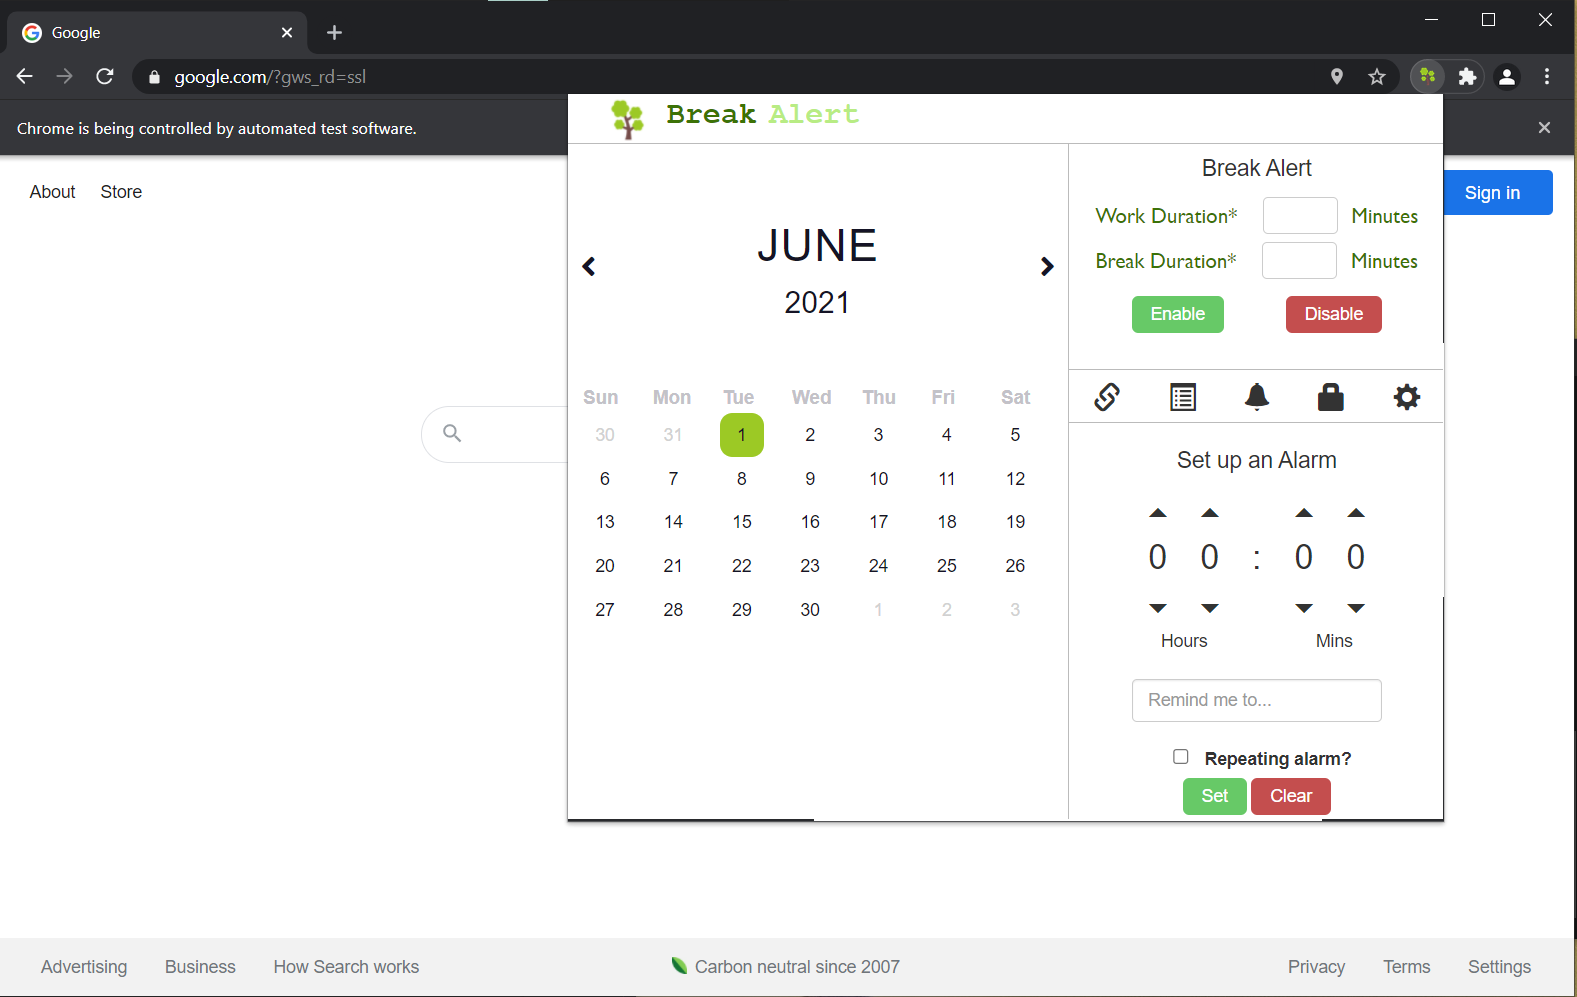 Google
google.com/?gws_rd=ssl
Chrome is being controlled by automated test software.
About Store
Sign in
Break Alert
JUNE
2021
Sun Mon Tue Wed Thu Fri Sat
30 31 1 2 3 4 5
6 7 8 9 10 11 12
13 14 15 16 17 18 19
20 21 22 23 24 25 26
27 28 29 30 1 2 3
Break Alert
Work Duration* Minutes
Break Duration* Minutes
Enable Disable
Set up an Alarm
0 0 : 0 0
Hours Mins
Remind me to...
Repeating alarm?
Set Clear
Advertising Business How Search works Carbon neutral since 2007 Privacy Terms Settings